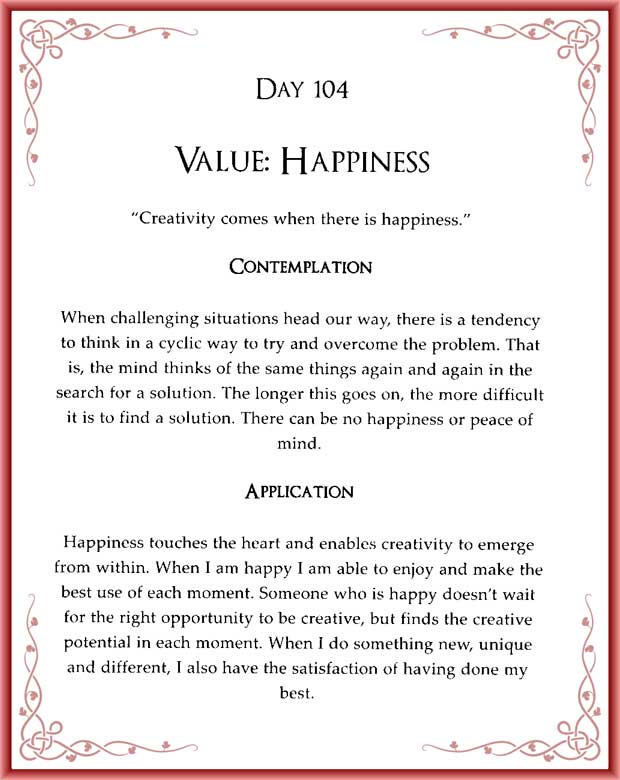 Day 104
Value: Happiness
“Creativity comes when there is happiness.”
Contemplation
When challenging situations head our way, there is a tendency
to think in a cyclic way to try and overcome the problem. That
is, the mind thinks of the same things again and again in the
search for a solution. The longer this goes on, the more difficult
it is to find a solution. There can be no happiness or peace of
mind.
Application
Happiness touches the heart and enables creativity to emerge
from within. When I am happy I am able to enjoy and make the
best use of each moment. Someone who is happy doesn’t wait
for the right opportunity to be creative, but finds the creative
potential in each moment. When I do something new, unique
and different, I also have the satisfaction of having done my
best.